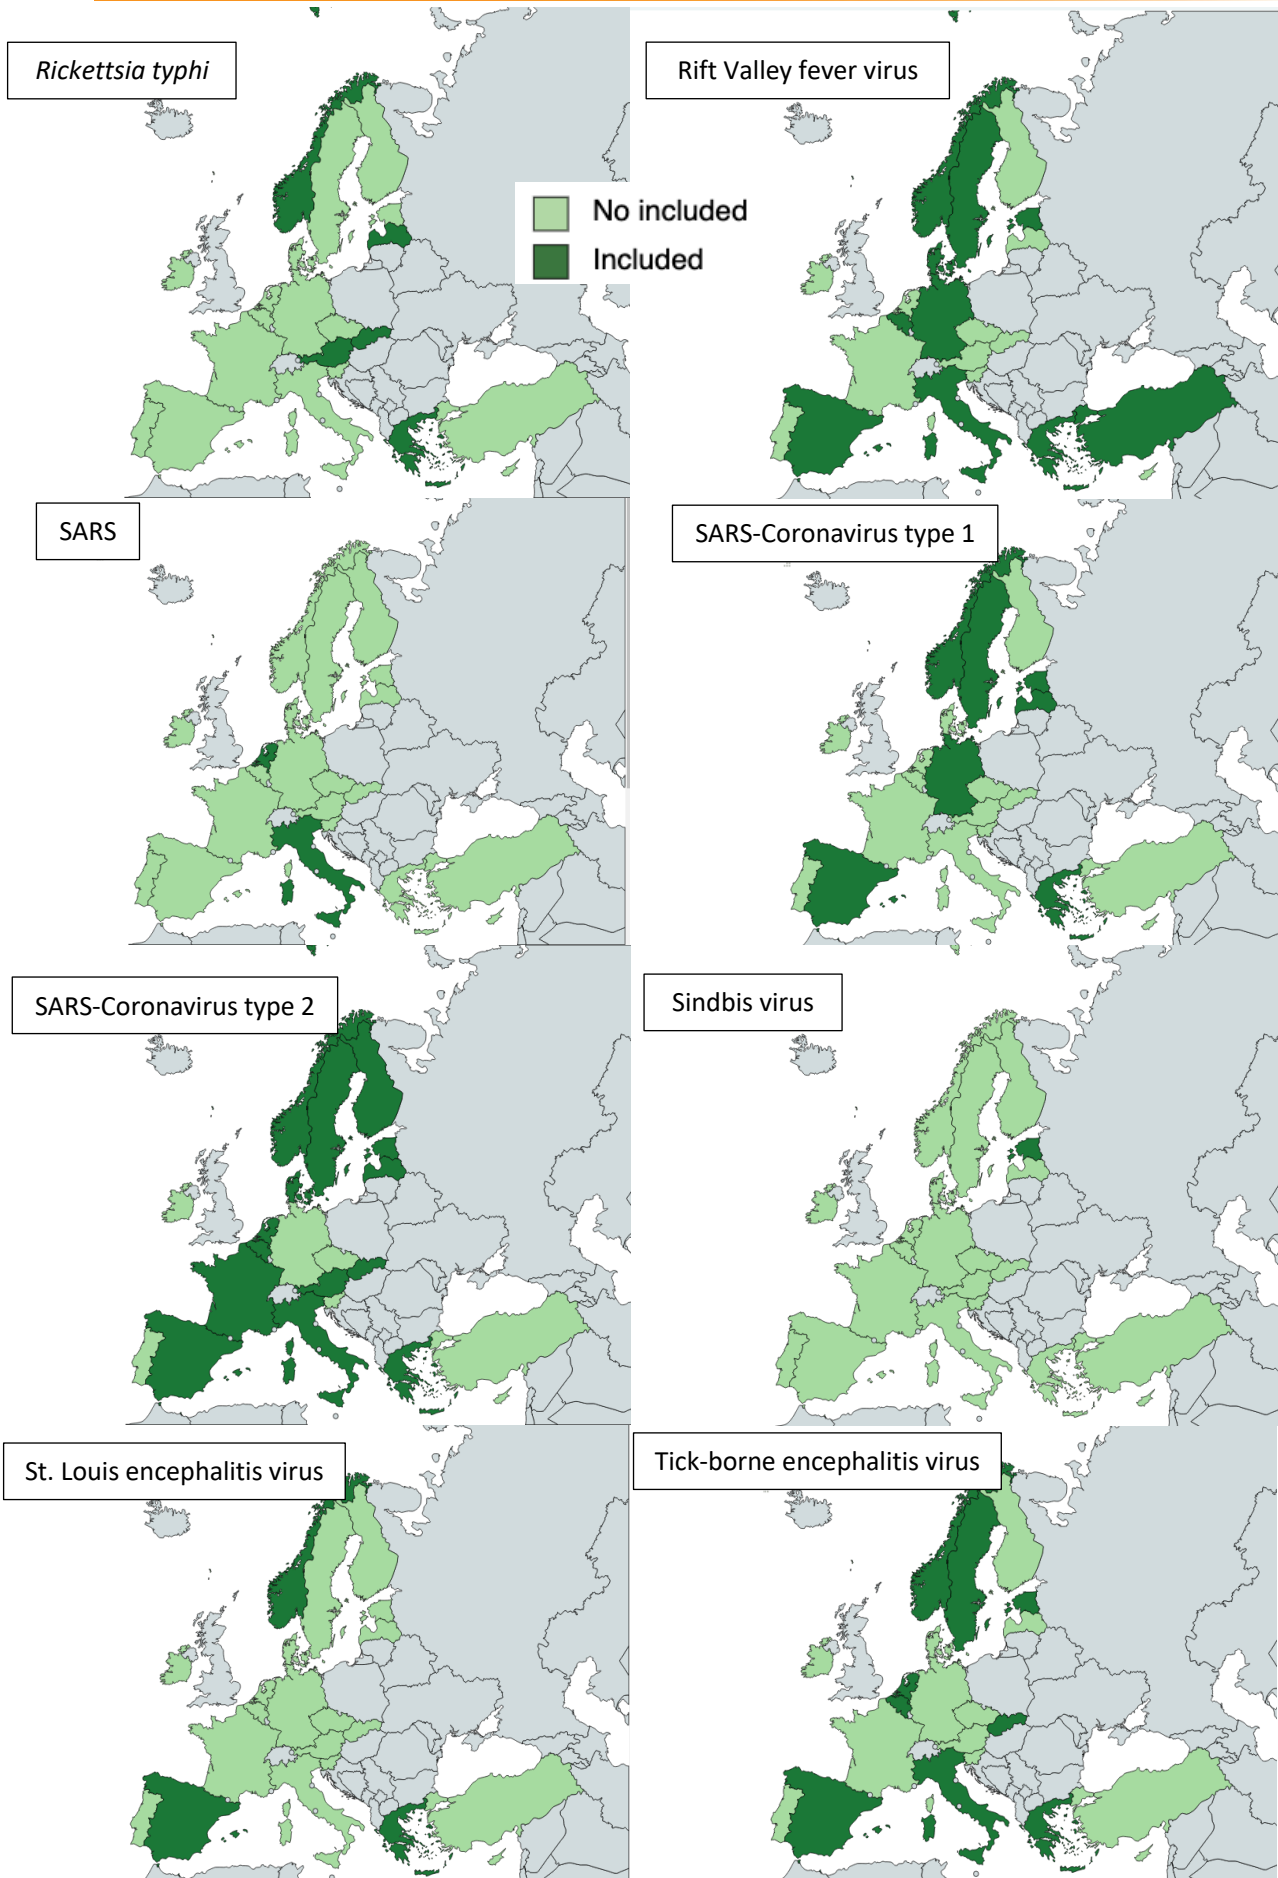 Rickettsia typhi
Rift Valley fever virus
No included
Included
SARS
SARS-Coronavirus type 1
SARS-Coronavirus type 2
Sindbis virus
St. Louis encephalitis virus
Tick-borne encephalitis virus